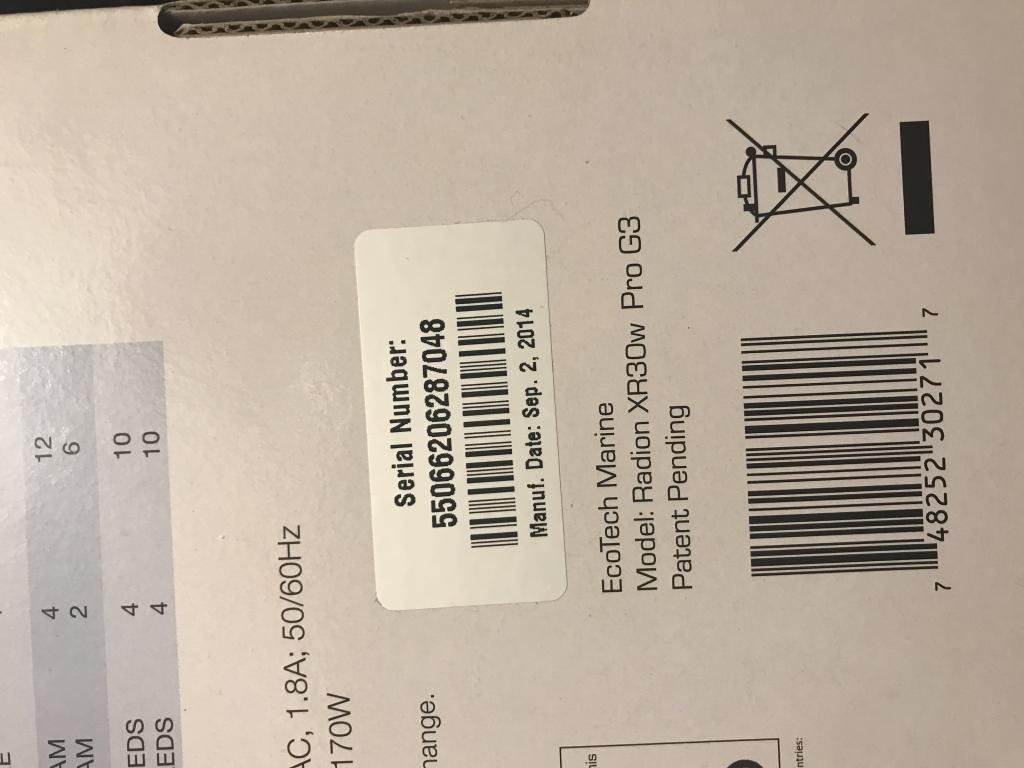 E
AM 4 12
AM 2 6
EDS 4 10
EDS 4 10
AC, 1.8A; 50/60Hz
170W
hange.
Serial Number:
55066206287048
Manuf. Date: Sep. 2, 2014
EcoTech Marine
Model: Radion XR30w Pro G3
Patent Pending
7 48252 30271 7
his
ntries: